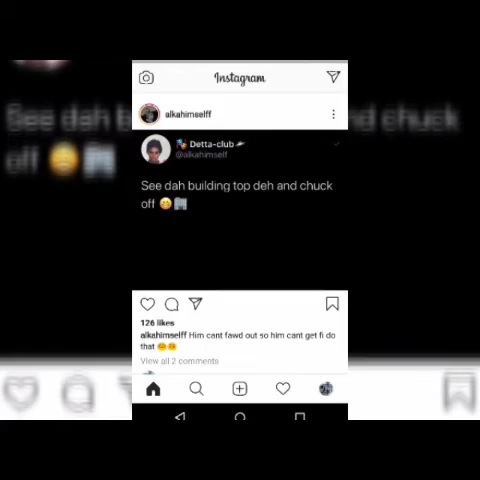 Instagram
alkahimselff
Detta-club
@alkahimself
See dah building top deh and chuck
off 😊🏢
126 likes
alkahimselff Him cant fawd out so him cant get fi do
that 😊😊
View all 2 comments